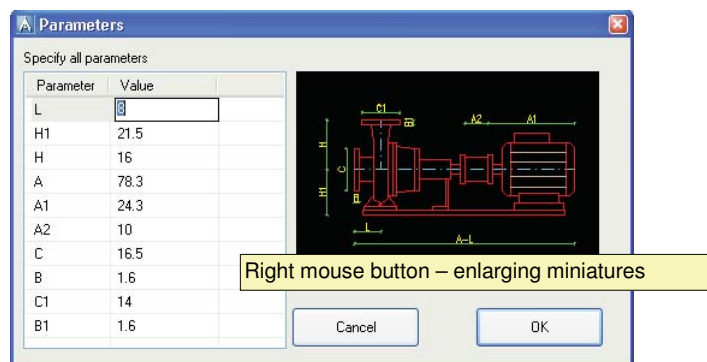 Parameters
Specify all parameters
Parameter Value
L 8
H1 21.5
H 16
A 78.3
A1 24.3
A2 10
C 16.5
B 1.6
C1 14
B1 1.6
C1
B1
A2 A1
H
C
H1
B
L
A-L
Right mouse button – enlarging miniatures
Cancel OK